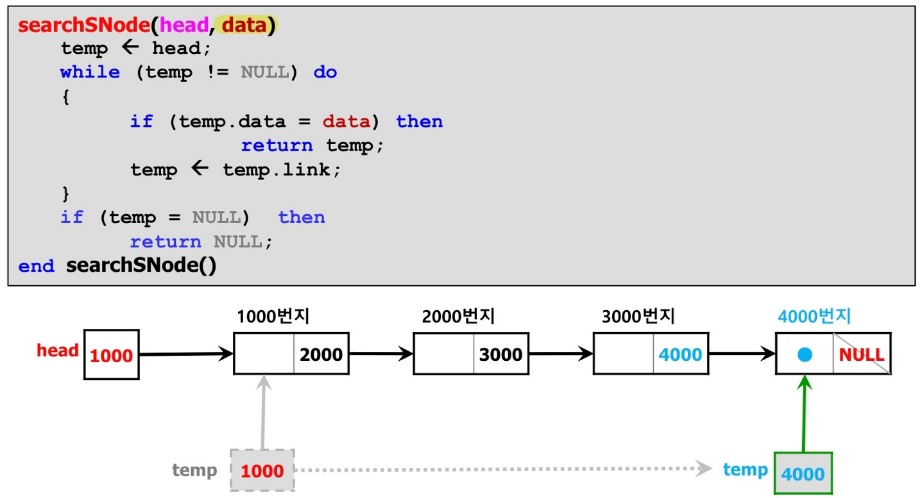 searchSNode(head, data)
temp ← head;
while (temp != NULL) do
{
if (temp.data = data) then
return temp;
temp ← temp.link;
}
if (temp = NULL) then
return NULL;
end searchSNode()
1000번지 2000번지 3000번지 4000번지
head 1000 2000 3000 4000 NULL
temp 1000 temp 4000